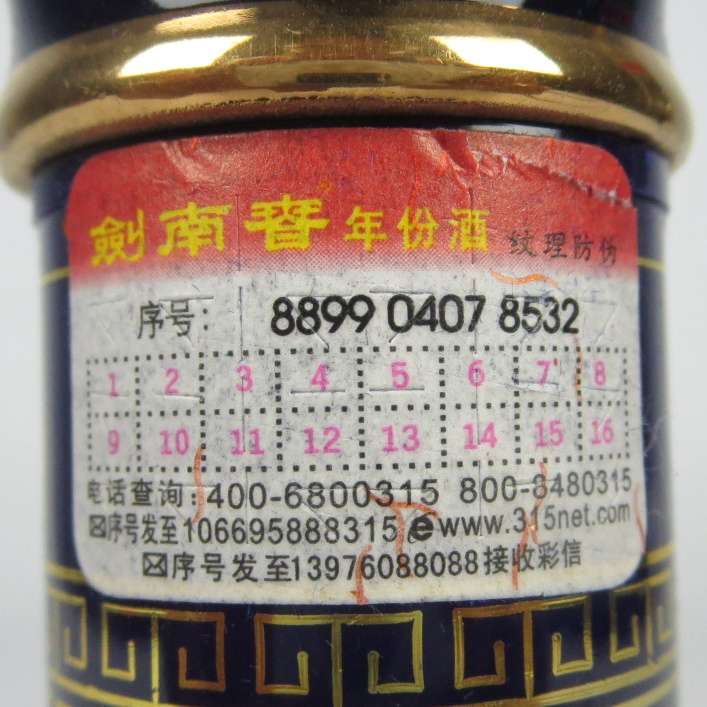 劍南春年份酒 纹理防伪
序号: 8899 0407 8532
1 2 3 4 5 6 7 8
9 10 11 12 13 14 15 16
电话查询:400-6800315 800-8480315
序号发至106695888315 www.315net.com
序号发至13976088088接收彩信